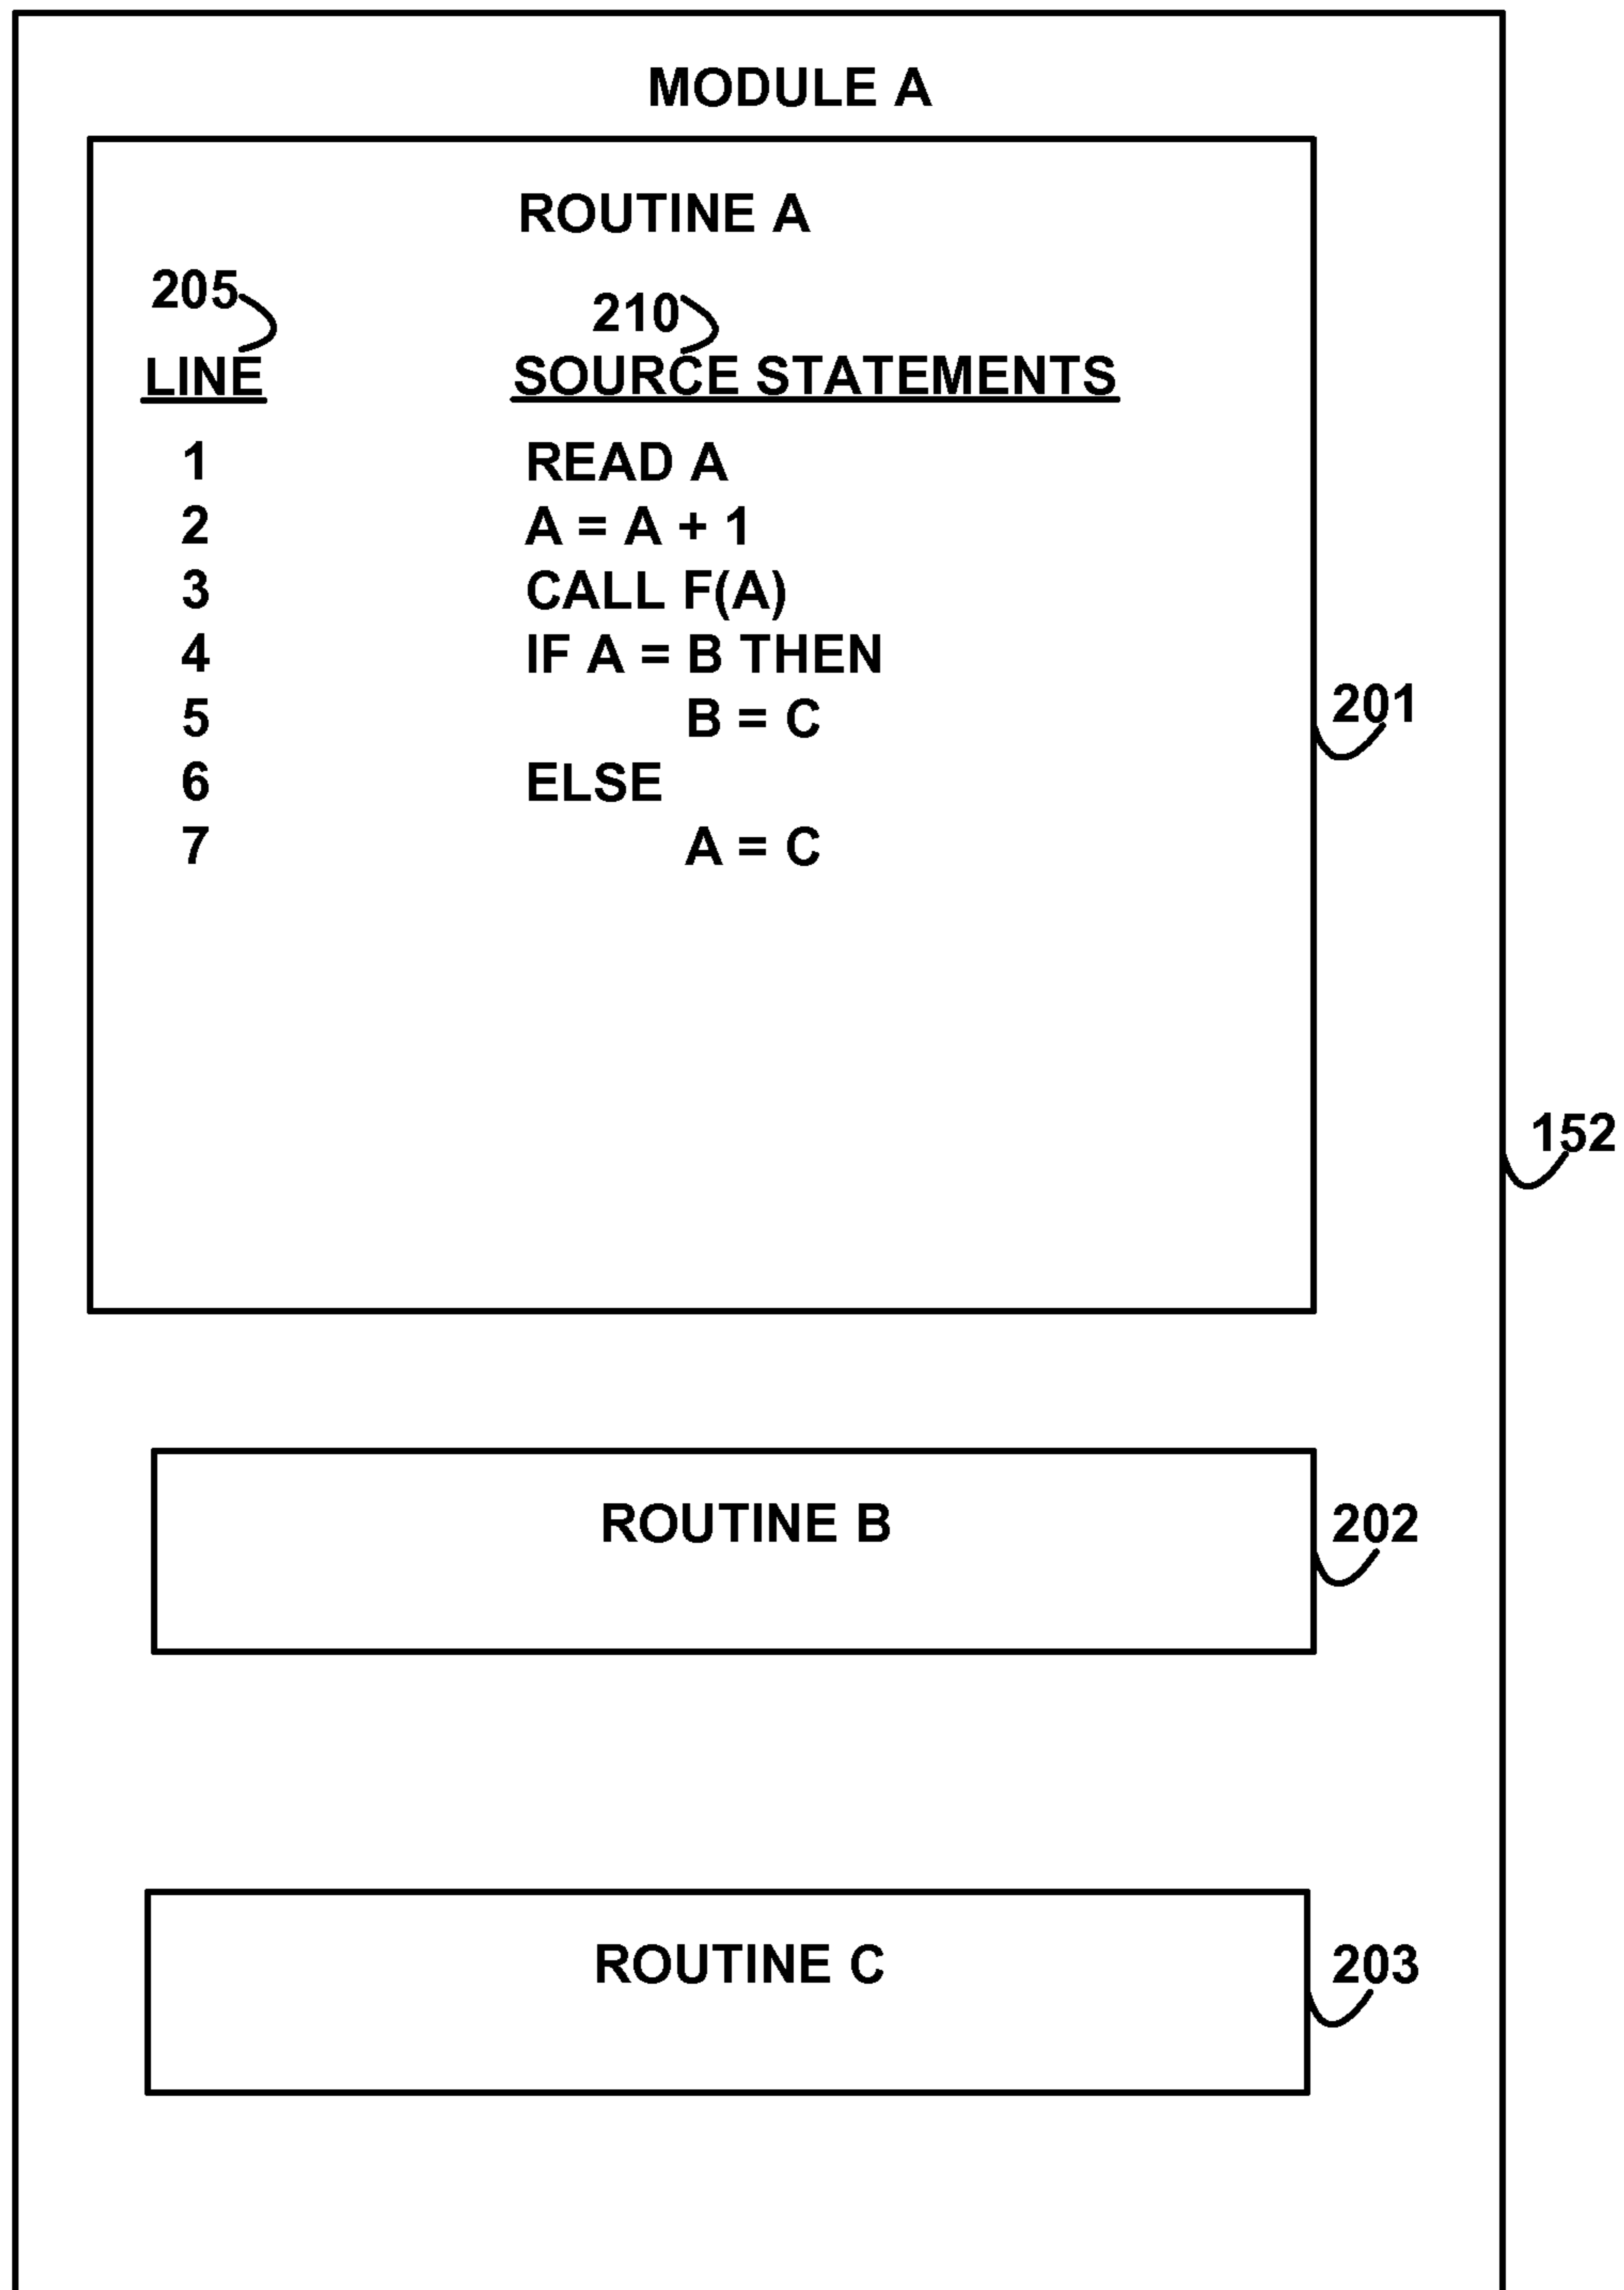 MODULE A
ROUTINE A
205
210
LINE SOURCE STATEMENTS
1 READ A
2 A = A + 1
3 CALL F(A)
4 IF A = B THEN
5 B = C
201
6 ELSE
7 A = C
152
ROUTINE B
202
ROUTINE C
203